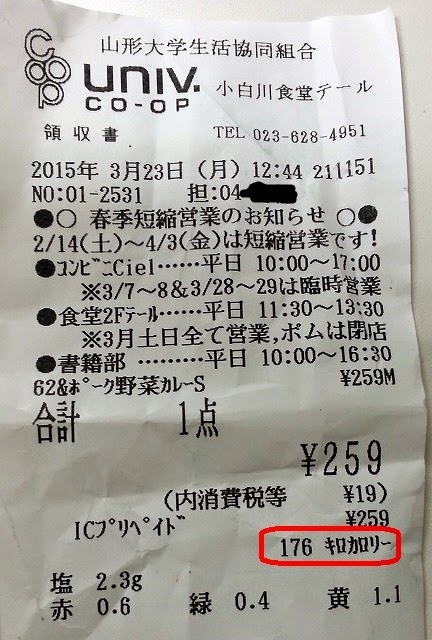 Coop
山形大学生活協同組合
univ. 小白川食堂テール
CO-OP
領収書 TEL 023-628-4951
2015年 3月23日(月) 12:44 211151
NO:01-2531 担:04
●○ 春季短縮営業のお知らせ ○●
2/14(土)~4/3(金)は短縮営業です!
●ｺﾝﾋﾞﾆCiel……平日 10:00~17:00
※3/7~8&3/28~29は臨時営業
●食堂2Fﾃｰﾙ……平日 11:30~13:30
※3月土日全て営業,ポムは閉店
●書籍部 ………平日 10:00~16:30
62&ﾎﾟｰｸ野菜ｶﾚｰS ¥259M
合計 1点
¥259
(内消費税等 ¥19)
ICﾌﾟﾘﾍﾟｲﾄﾞ ¥259
176 ｷﾛｶﾛﾘｰ
塩 2.3g
赤 0.6 緑 0.4 黄 1.1